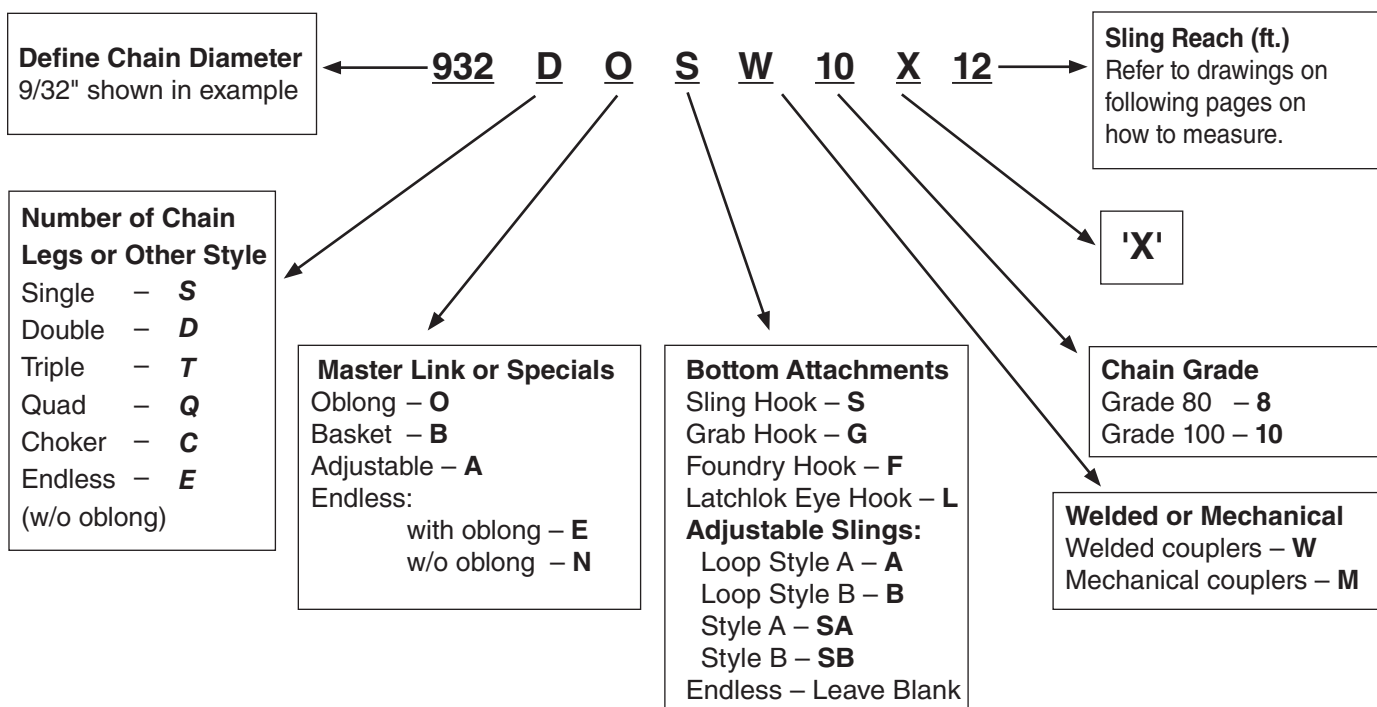 Define Chain Diameter
9/32" shown in example
932 D O S W 10 X 12
Sling Reach (ft.)
Refer to drawings on
following pages on
how to measure.
Number of Chain
Legs or Other Style
Single – S
Double – D
Triple – T
Quad – Q
Choker – C
Endless – E
(w/o oblong)
Master Link or Specials
Oblong – O
Basket – B
Adjustable – A
Endless:
with oblong – E
w/o oblong – N
Bottom Attachments
Sling Hook – S
Grab Hook – G
Foundry Hook – F
Latchlok Eye Hook – L
Adjustable Slings:
Loop Style A – A
Loop Style B – B
Style A – SA
Style B – SB
Endless – Leave Blank
'X'
Chain Grade
Grade 80 – 8
Grade 100 – 10
Welded or Mechanical
Welded couplers – W
Mechanical couplers – M